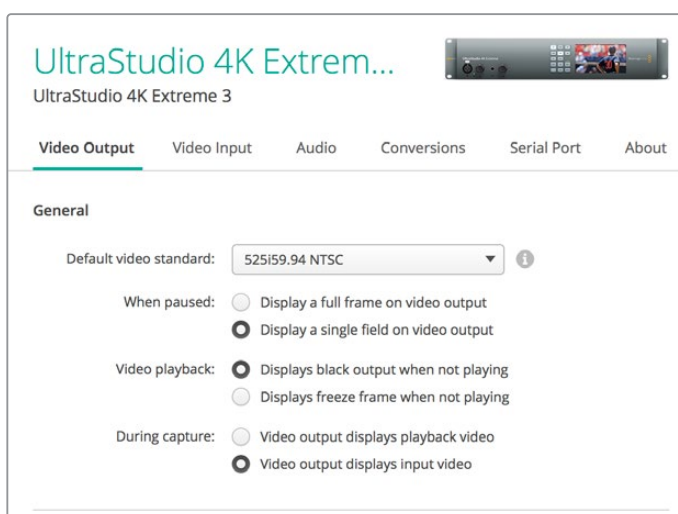 UltraStudio 4K Extrem...
UltraStudio 4K Extreme 3
Video Output Video Input Audio Conversions Serial Port About
General
Default video standard: 525i59.94 NTSC
When paused: Display a full frame on video output
Display a single field on video output
Video playback: Displays black output when not playing
Displays freeze frame when not playing
During capture: Video output displays playback video
Video output displays input video